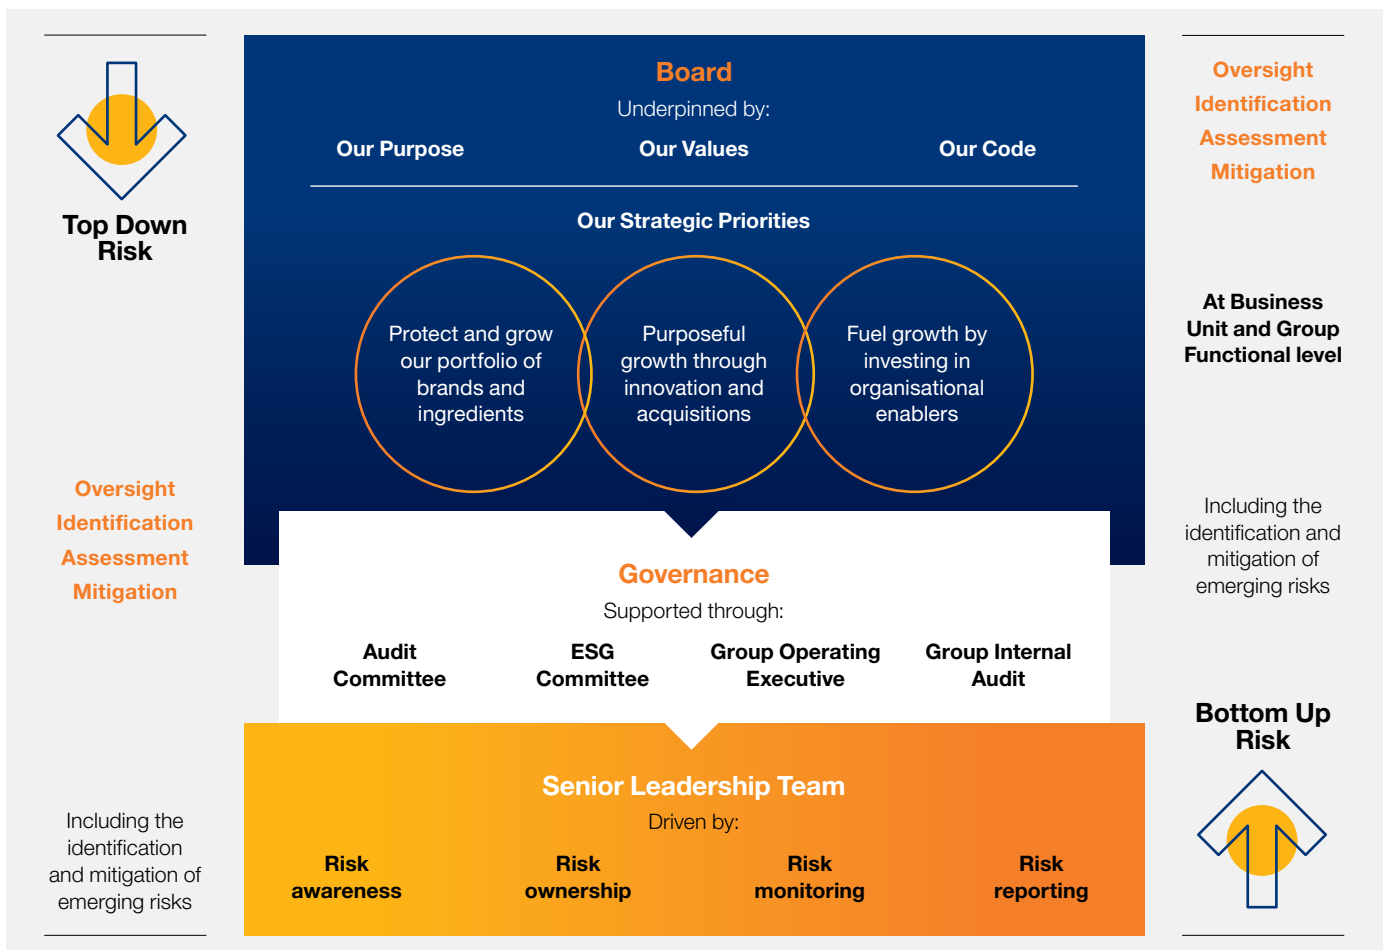 Top Down
Risk
Oversight
Identification
Assessment
Mitigation
Including the
identification
and mitigation of
emerging risks
Board
Underpinned by:
Our Purpose
Our Values
Our Code
Our Strategic Priorities
Protect and grow
our portfolio of
brands and
ingredients
Purposeful
growth through
innovation and
acquisitions
Fuel growth by
investing in
organisational
enablers
Governance
Supported through:
Audit
Committee
ESG
Committee
Group Operating
Executive
Group Internal
Audit
Senior Leadership Team
Driven by:
Risk
awareness
Risk
ownership
Risk
monitoring
Risk
reporting
Oversight
Identification
Assessment
Mitigation
At Business
Unit and Group
Functional level
Including the
identification and
mitigation of
emerging risks
Bottom Up
Risk